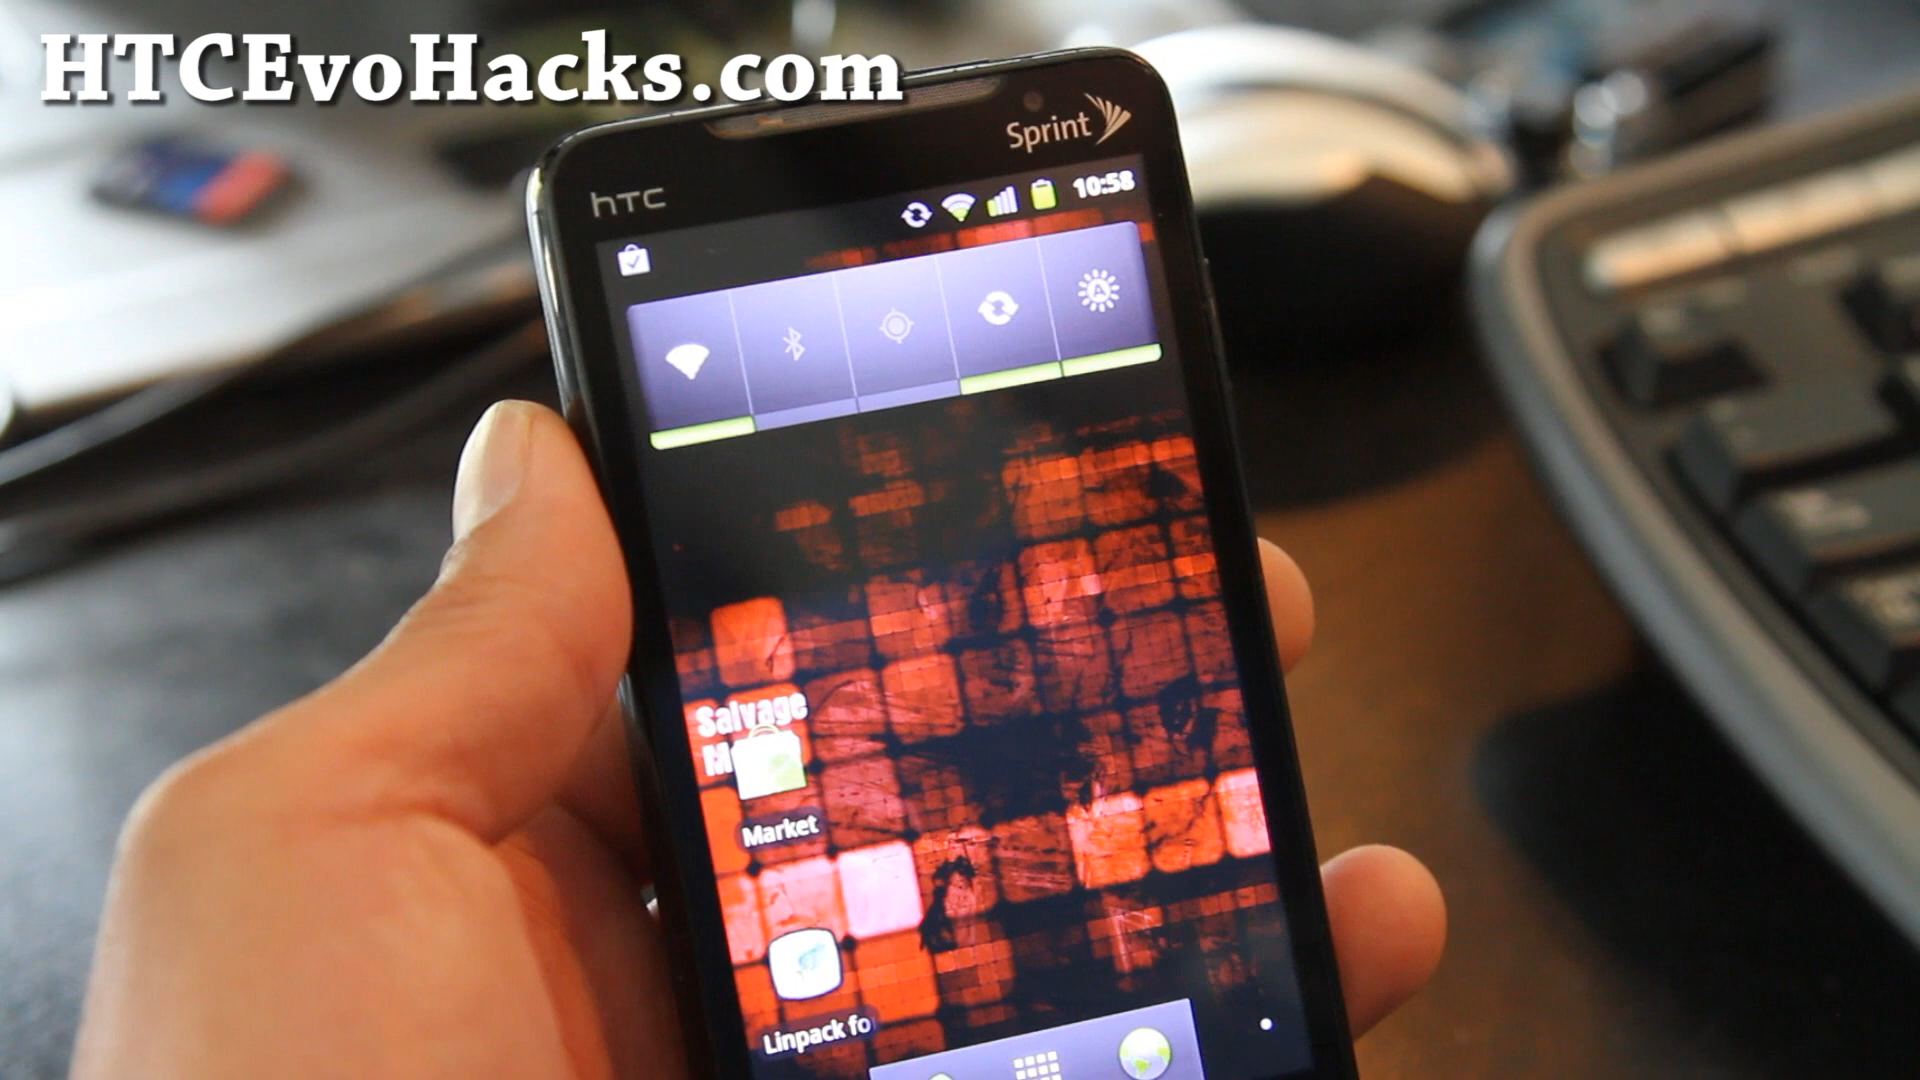 HTCEvoHacks.com
Sprint
hTC
10:58
Salvage
Market
Linpack fo